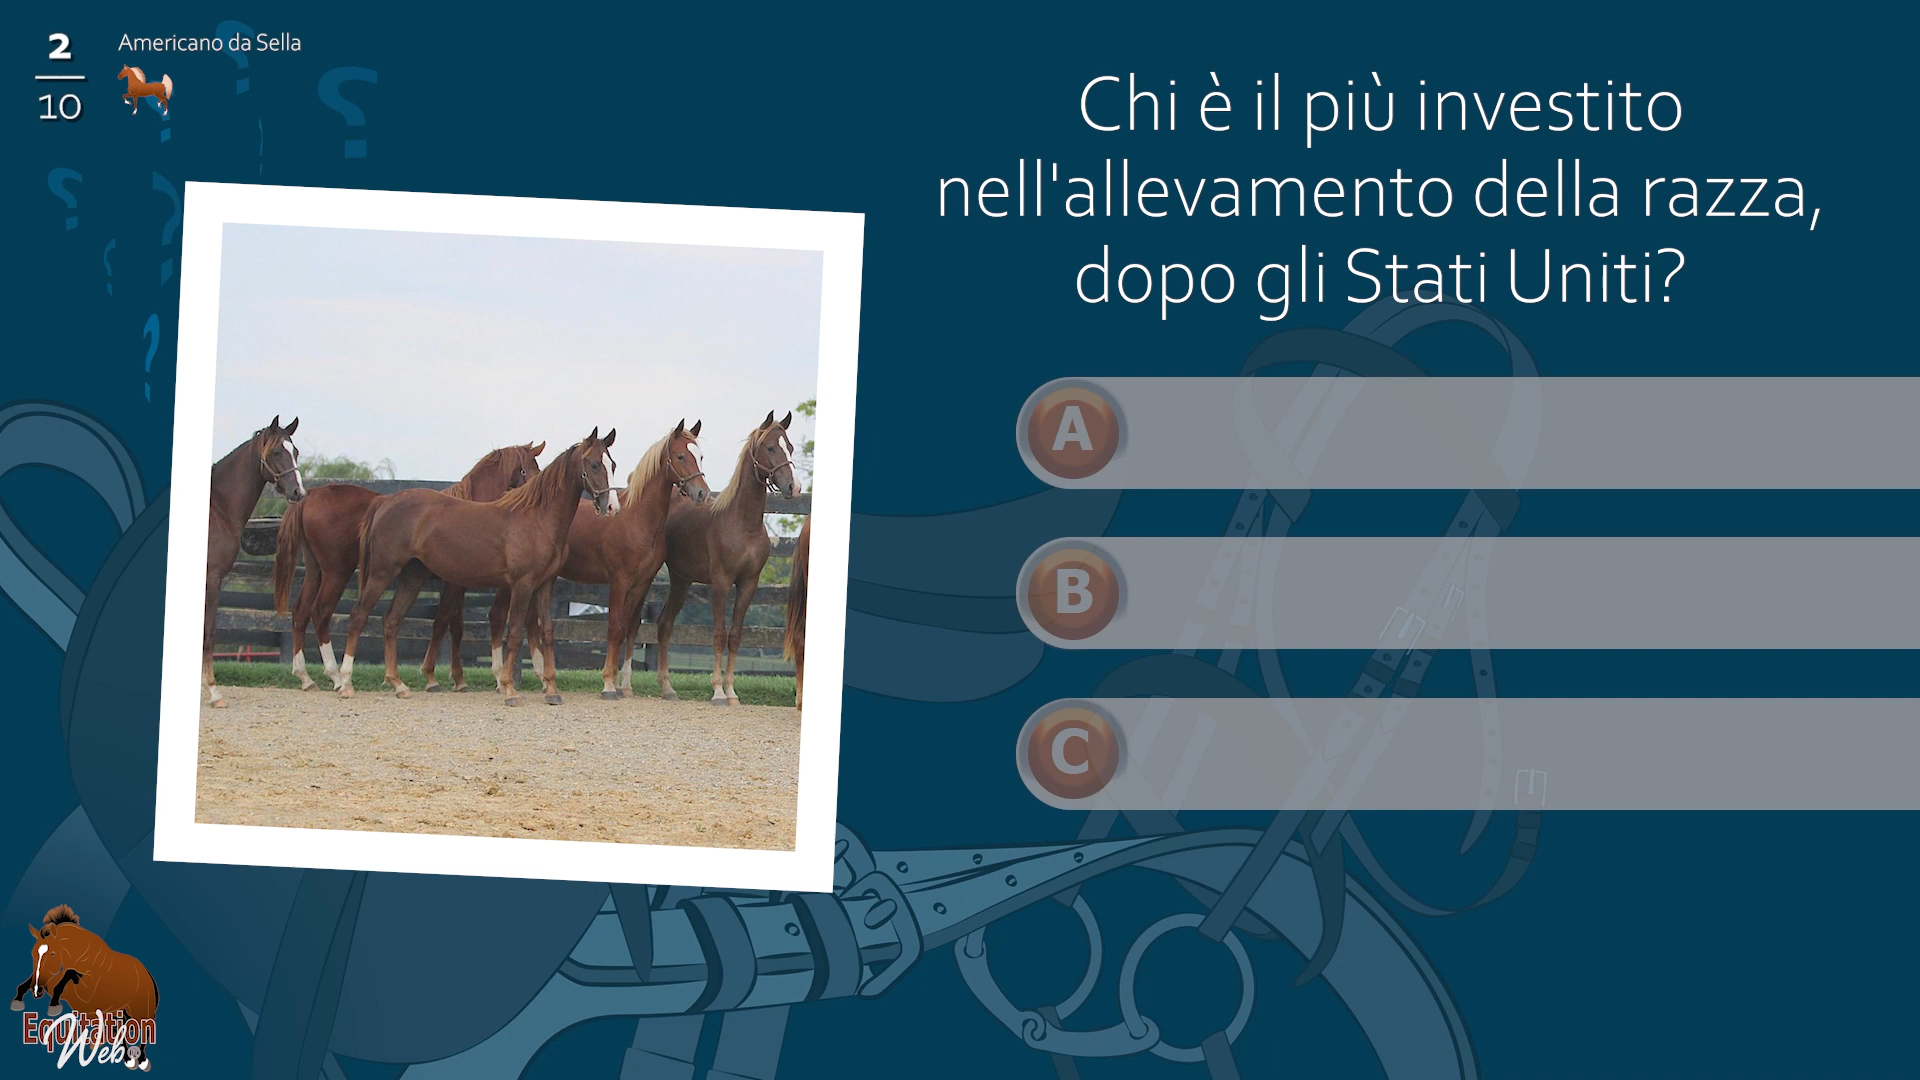 2
10
Americano da Sella
Chi è il più investito
nell'allevamento della razza,
dopo gli Stati Uniti?
A
B
C
Equitation
Web